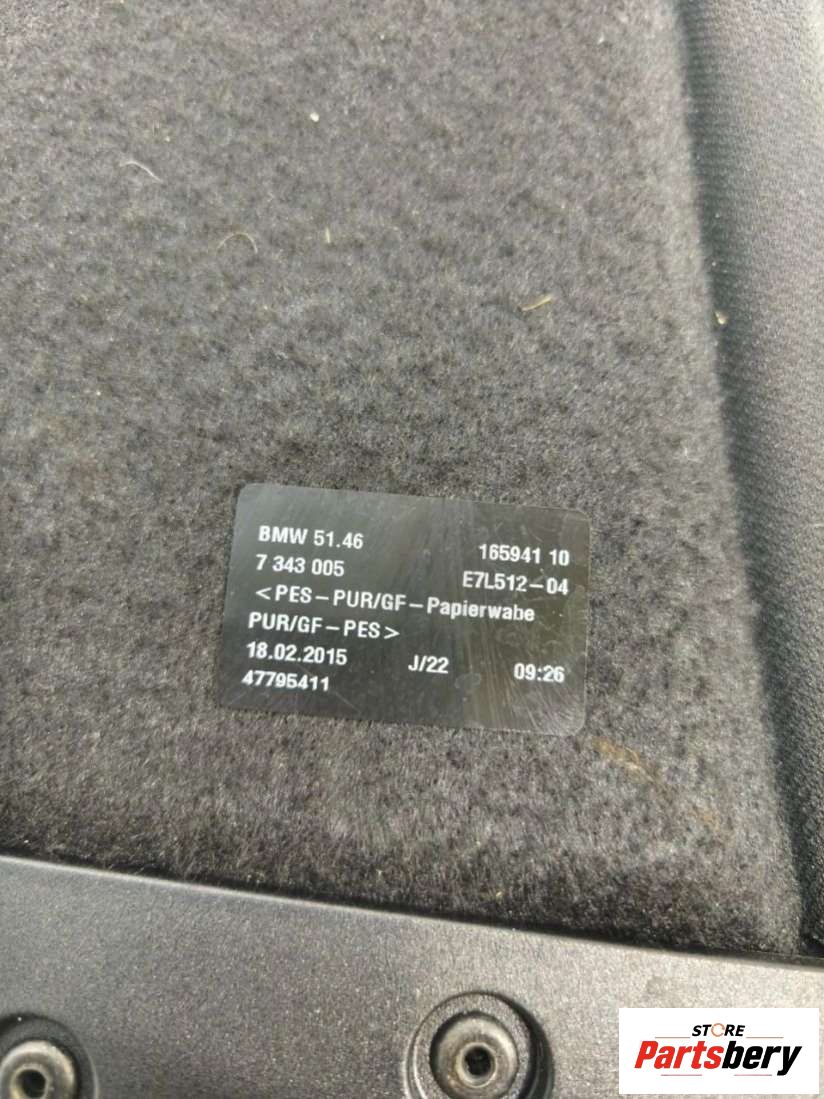 BMW 51.46 165941 10
7 343 005 E7L512-04
<PES-PUR/GF-Papierwabe
PUR/GF-PES>
18.02.2015 J/22 09:26
47795411
STORE
Partsbery